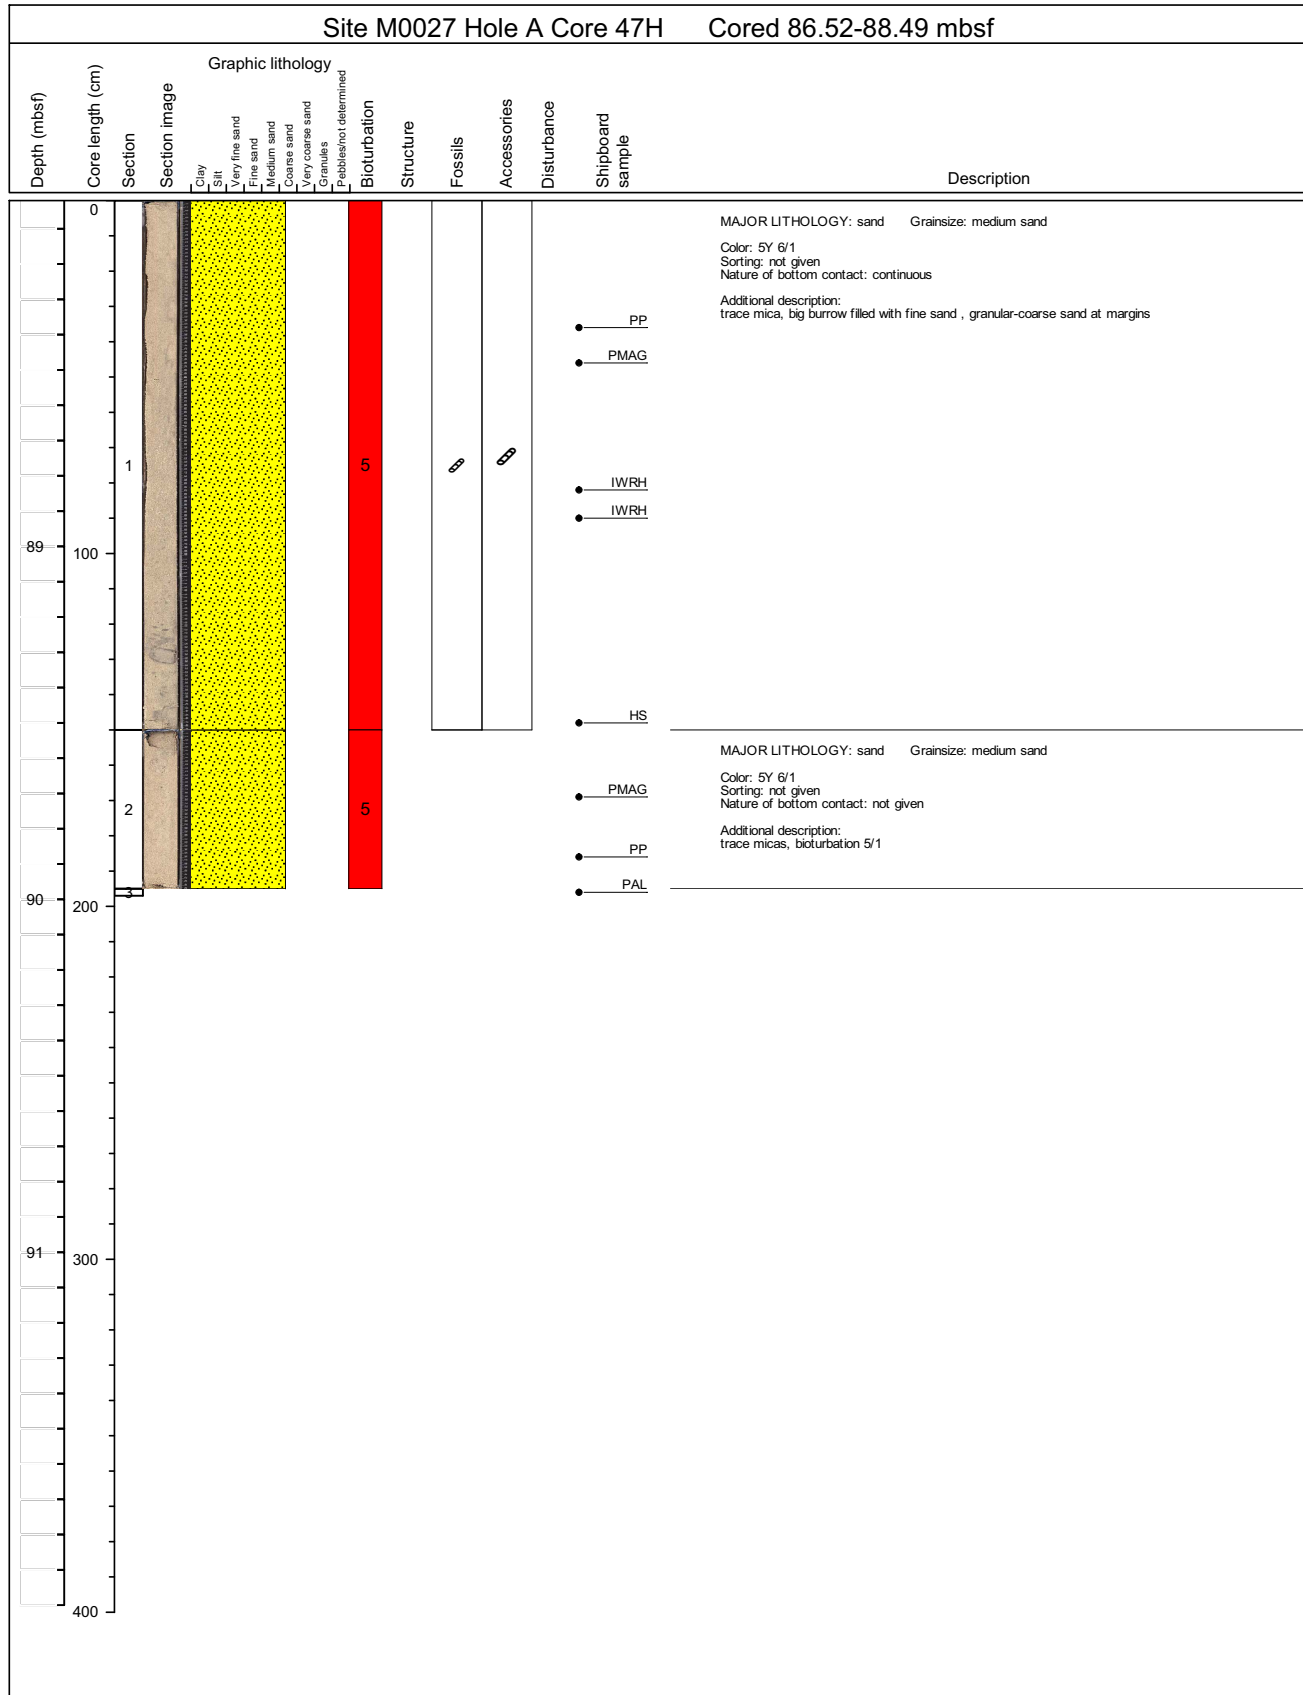 Site M0027 Hole A Core 47H Cored 86.52-88.49 mbsf
Graphic lithology
Depth (mbsf)
Core length (cm)
Section
Section image
Clay
Silt
Very fine sand
Fine sand
Medium sand
Coarse sand
Very coarse sand
Granules
Pebbles/not determined
Bioturbation
Structure
Fossils
Accessories
Disturbance
Shipboard
sample
Description
0
MAJOR LITHOLOGY: sand Grainsize: medium sand
Color: 5Y 6/1
Sorting: not given
Nature of bottom contact: continuous
Additional description:
trace mica, big burrow filled with fine sand , granular-coarse sand at margins
PP
PMAG
1
5
IWRH
IWRH
89
100
HS
MAJOR LITHOLOGY: sand Grainsize: medium sand
Color: 5Y 6/1
Sorting: not given
Nature of bottom contact: not given
Additional description:
trace micas, bioturbation 5/1
PMAG
2
5
PP
PAL
3
90
200
91
300
400